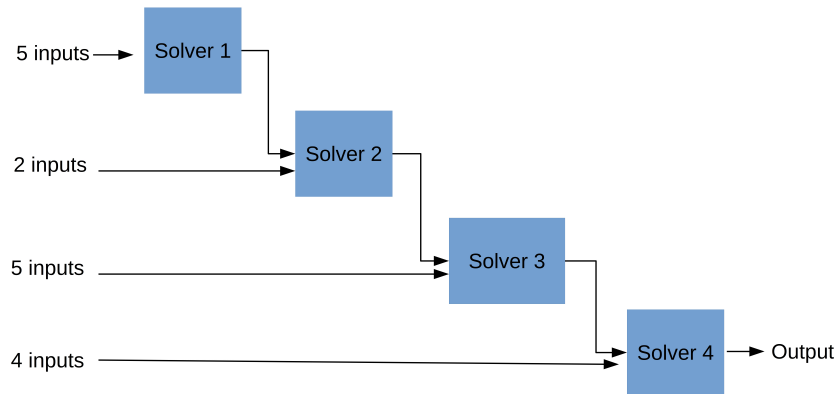 5 inputs
Solver 1
2 inputs
Solver 2
5 inputs
Solver 3
4 inputs
Solver 4
Output